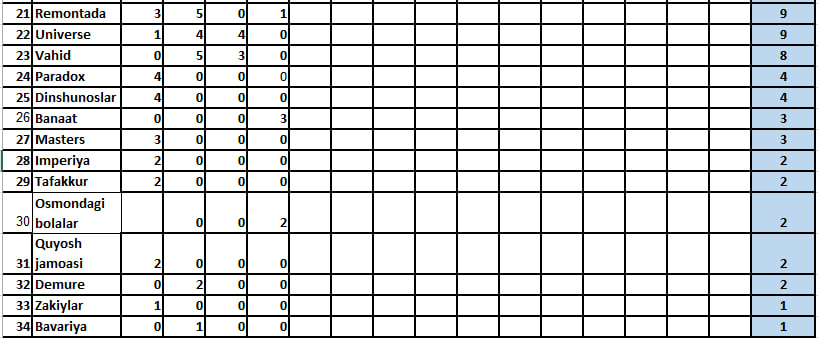 21 Remontada 3 5 0 1 9
22 Universe 1 4 4 0 9
23 Vahid 0 5 3 0 8
24 Paradox 4 0 0 0 4
25 Dinshunoslar 4 0 0 0 4
26 Banaat 0 0 0 3 3
27 Masters 3 0 0 0 3
28 Imperiya 2 0 0 0 2
29 Tafakkur 2 0 0 0 2
Osmondagi
30 bolalar 0 0 2 2
Quyosh
31 jamoasi 2 0 0 0 2
32 Demure 0 2 0 0 2
33 Zakiylar 1 0 0 0 1
34 Bavariya 0 1 0 0 1